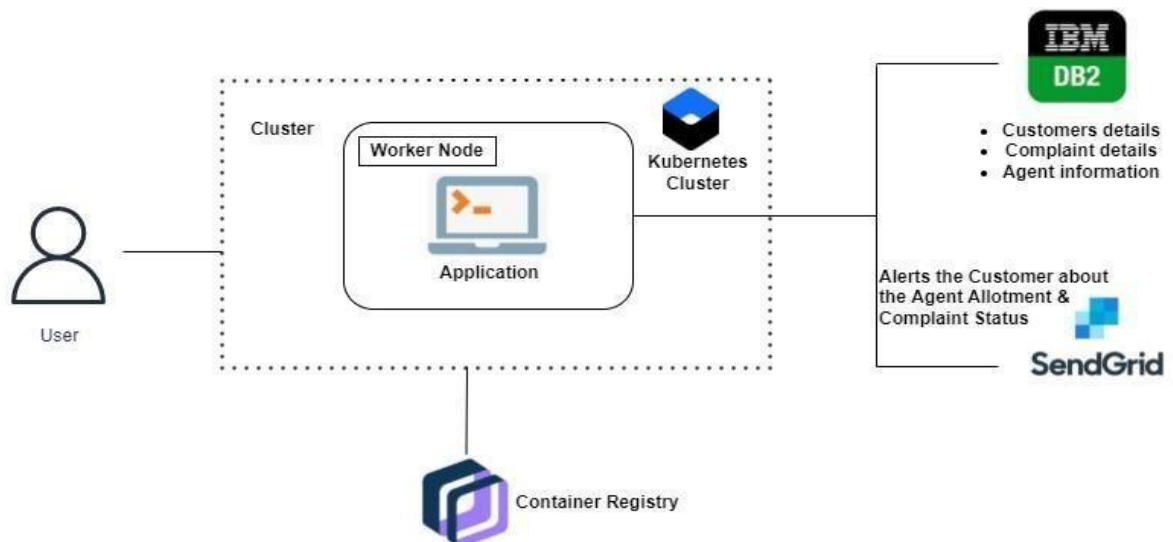 IBM
DB2
Cluster
Worker Node
Kubernetes
Cluster
• Customers details
• Complaint details
• Agent information
Application
Alerts the Customer about
the Agent Allotment &
Complaint Status
User
SendGrid
Container Registry